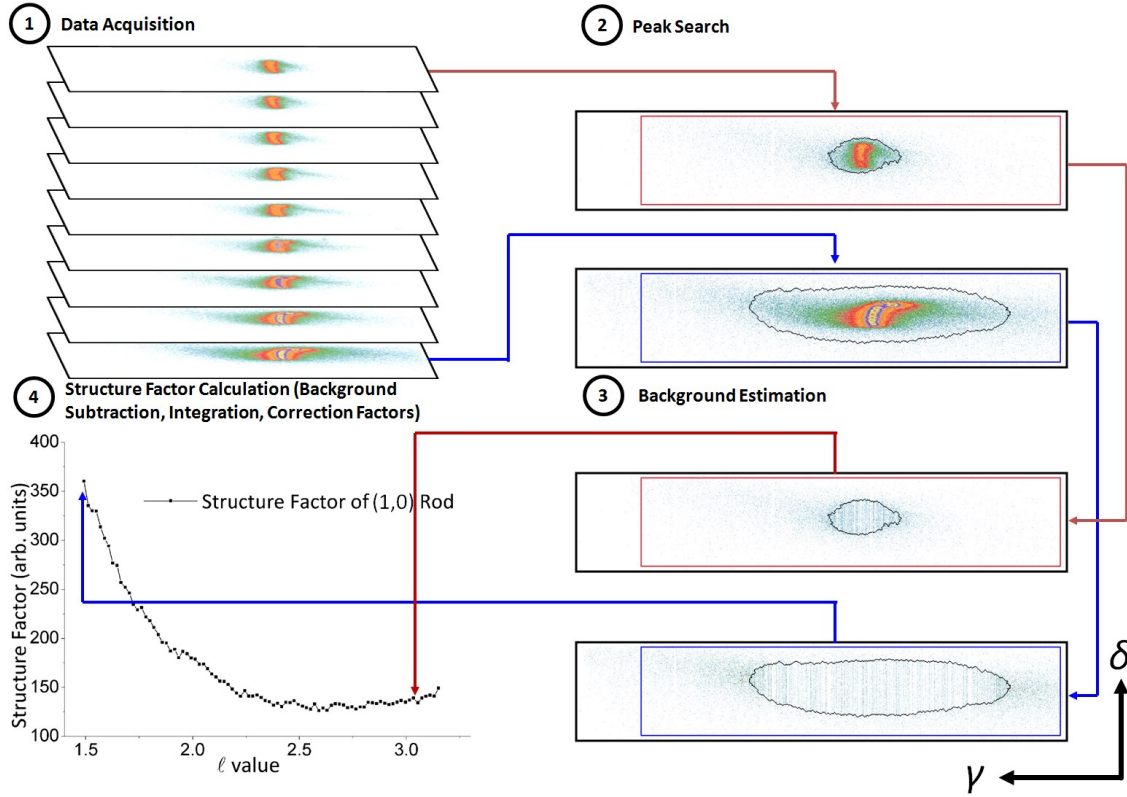 1 Data Acquisition
2 Peak Search
4 Structure Factor Calculation (Background
Subtraction, Integration, Correction Factors)
3 Background Estimation
400
350
300
250
200
150
100
Structure Factor (arb. units)
Structure Factor of (1,0) Rod
1.5 2.0 2.5 3.0
ℓ value
δ
γ